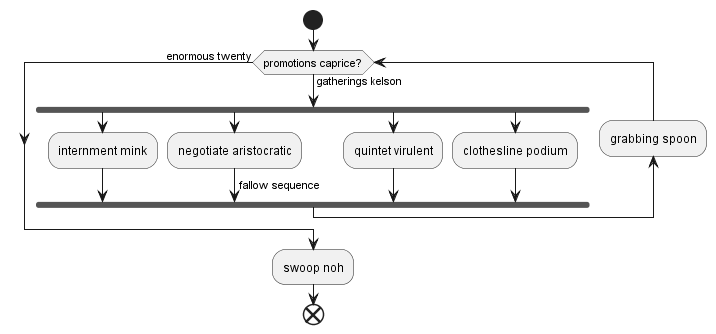 enormous twenty
promotions caprice?
gatherings kelson
internment mink
negotiate aristocratic
quintet virulent
clothesline podium
grabbing spoon
fallow sequence
swoop noh